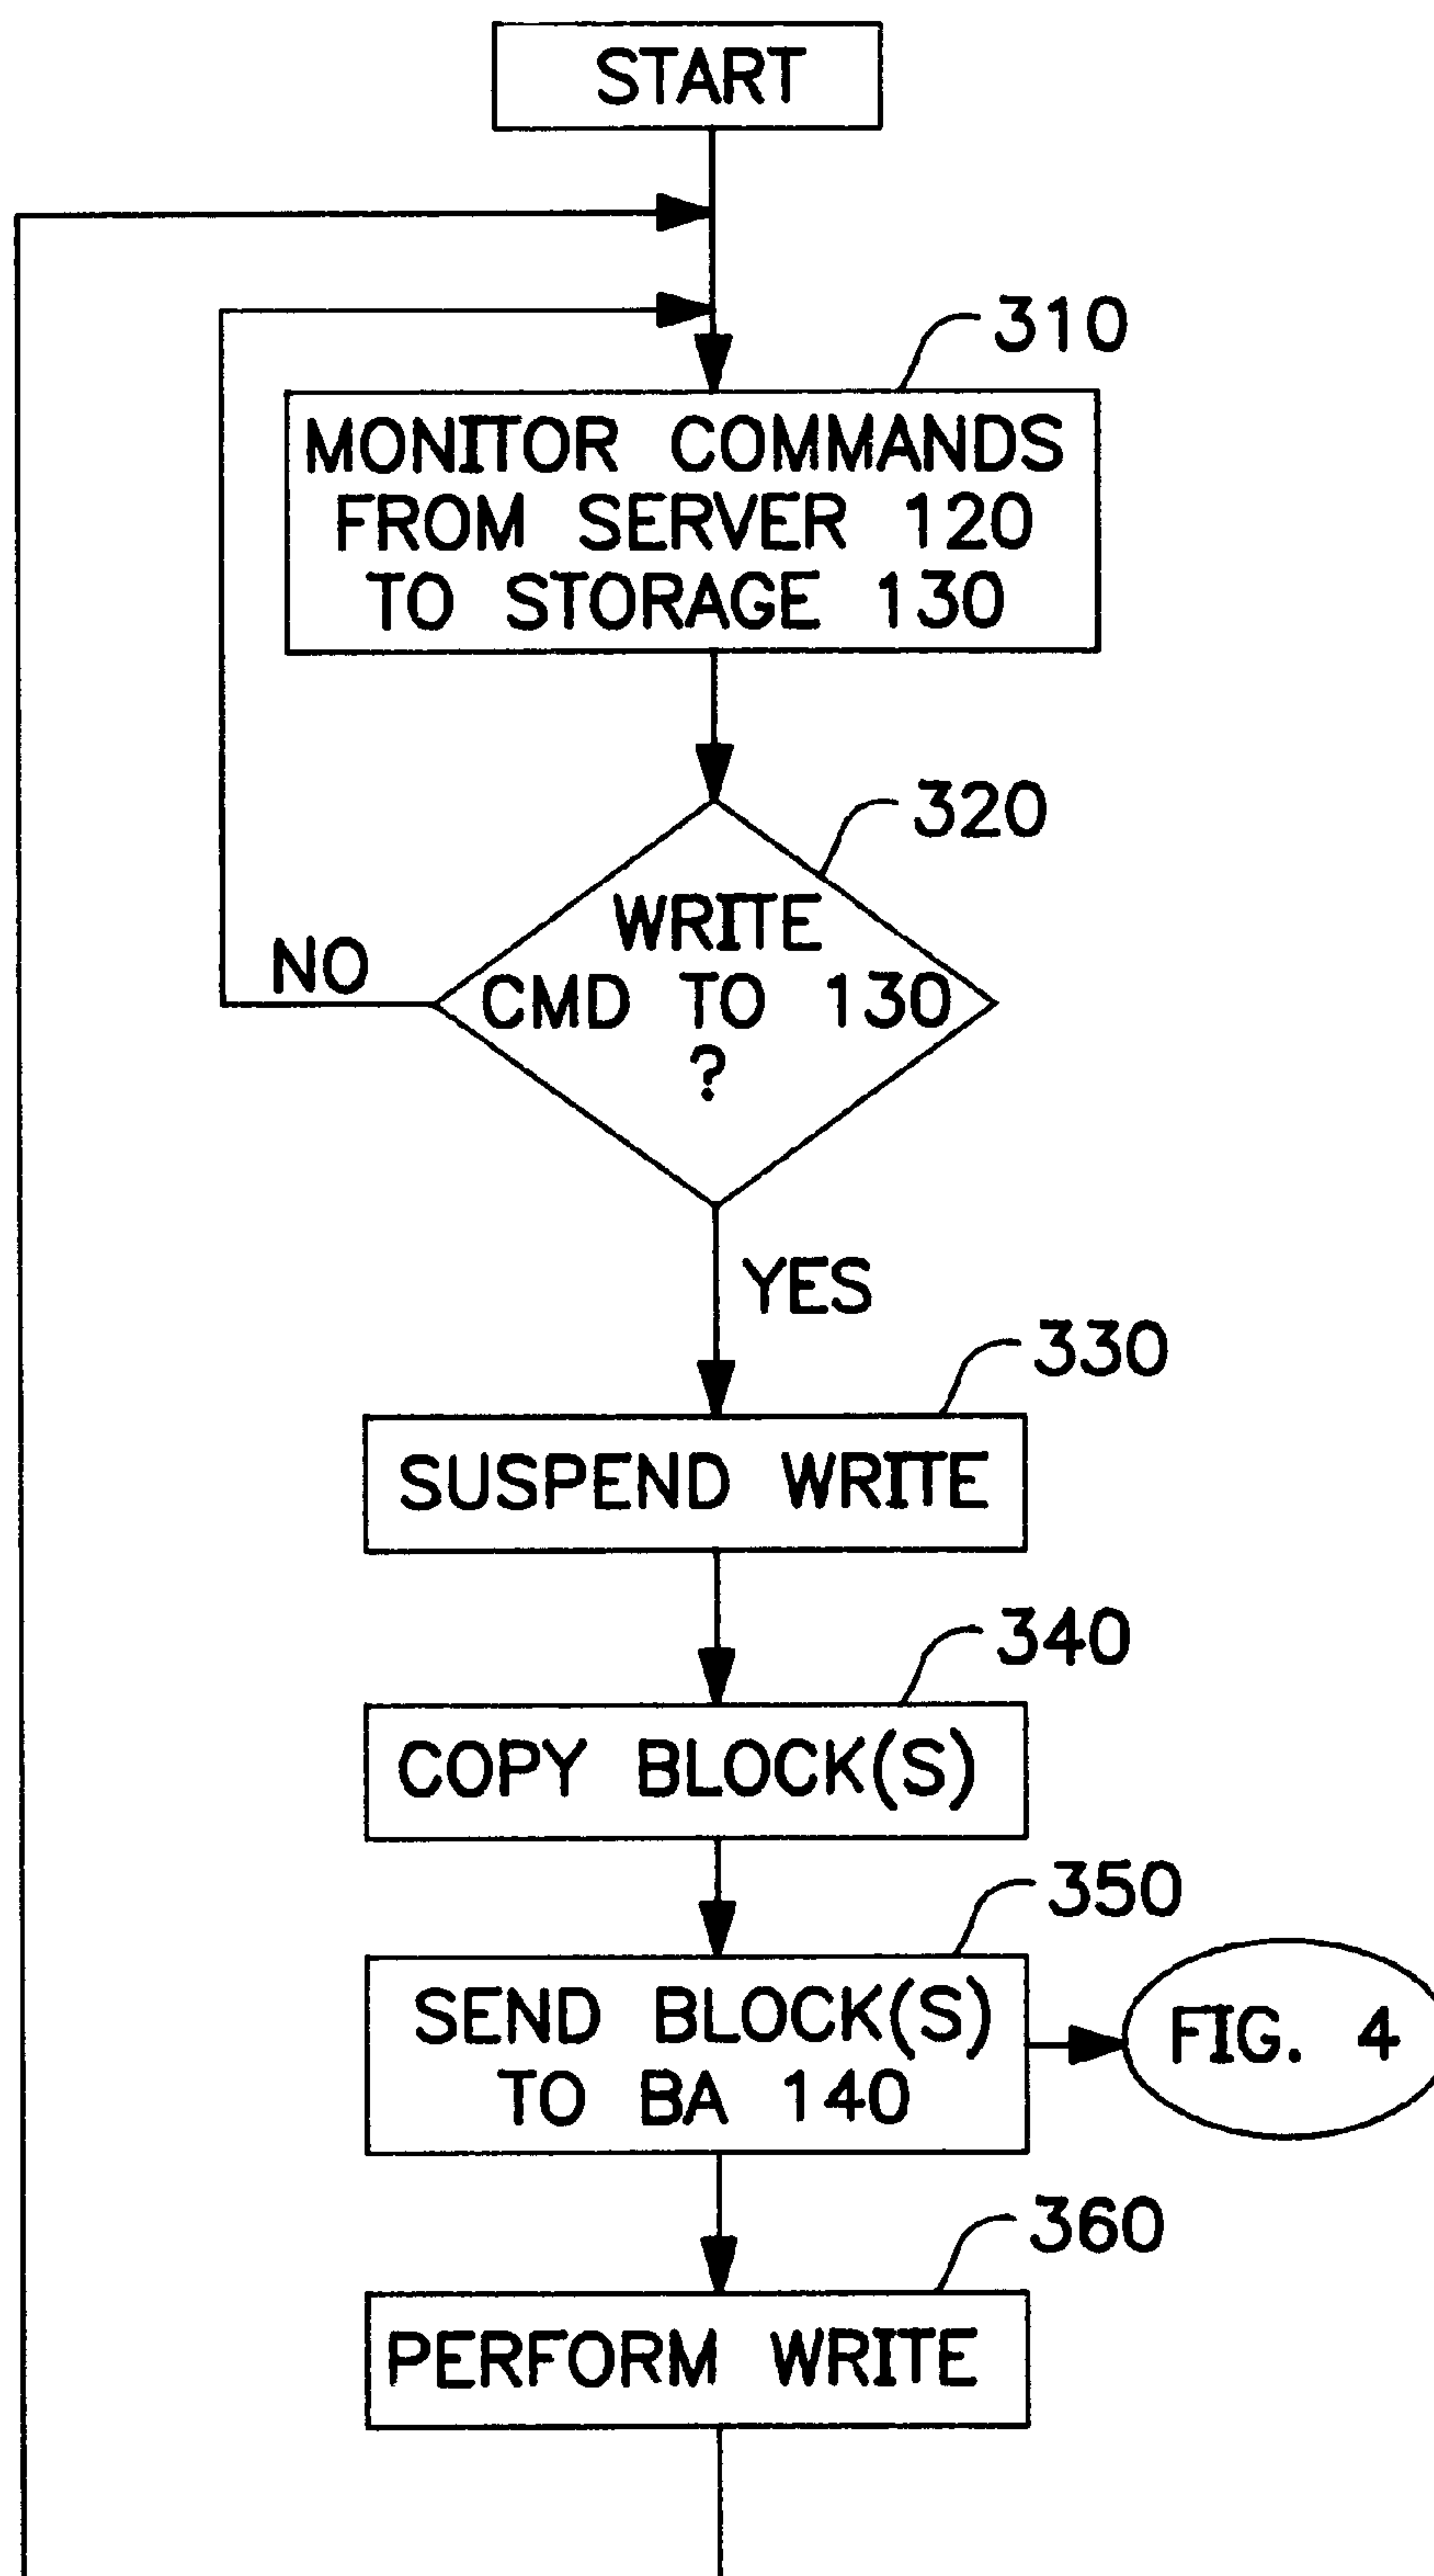 START
310
MONITOR COMMANDS
FROM SERVER 120
TO STORAGE 130
320
WRITE
CMD TO 130
?
NO
YES
330
SUSPEND WRITE
340
COPY BLOCK(S)
350
SEND BLOCK(S)
TO BA 140
FIG. 4
360
PERFORM WRITE